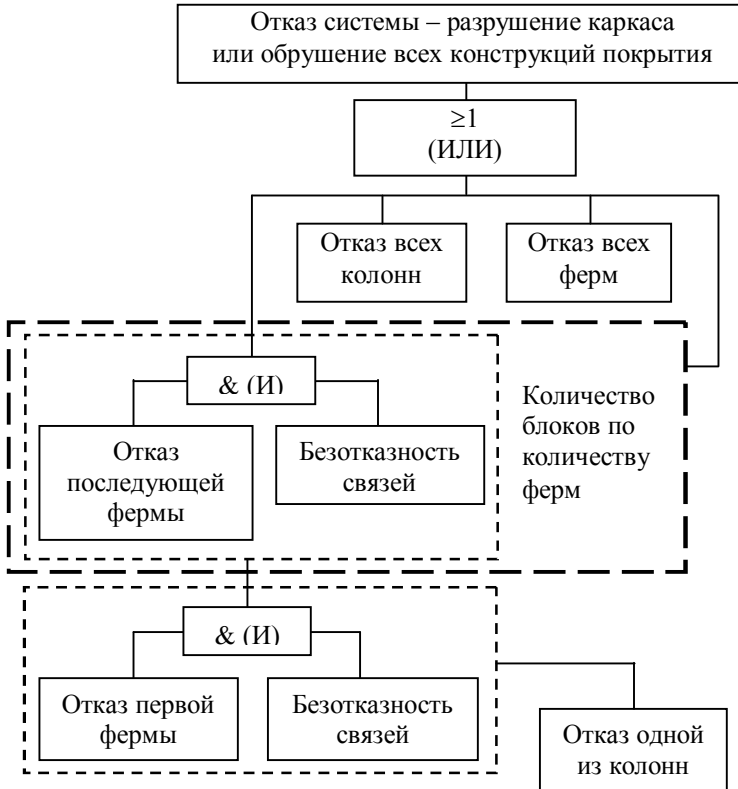 Отказ системы – разрушение каркаса
или обрушение всех конструкций покрытия
≥1
(ИЛИ)
Отказ всех
колонн
Отказ всех
ферм
& (И)
Отказ
последующей
фермы
Безотказность
связей
Количество
блоков по
количеству
ферм
& (И)
Отказ первой
фермы
Безотказность
связей
Отказ одной
из колонн